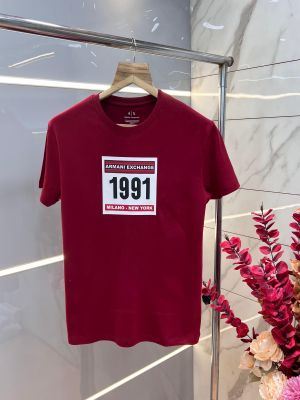 A|X
ARMANI EXCHANGE
1991
MILANO - NEW YORK